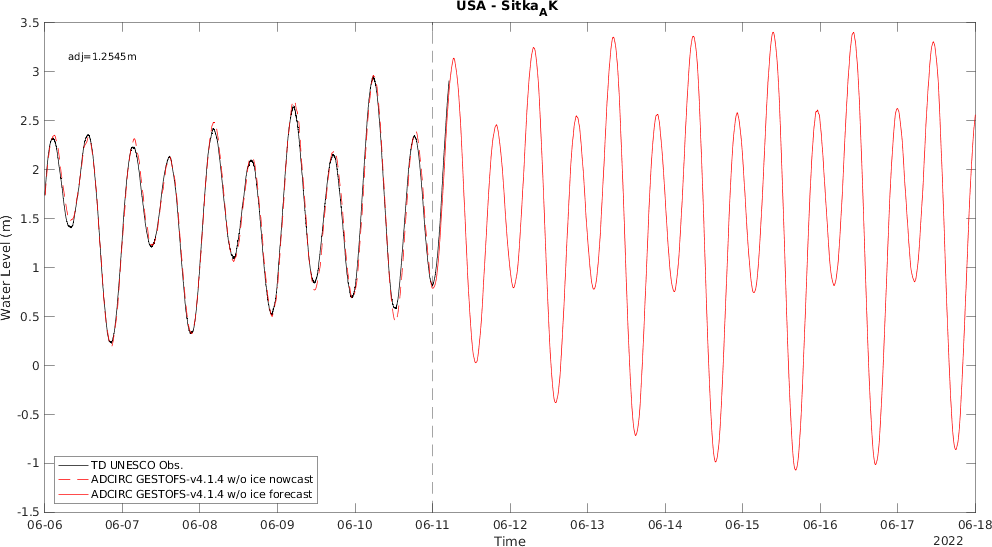 USA - Sitka_AK
adj=1.2545m
3.5
3
2.5
2
1.5
1
0.5
0
-0.5
-1
-1.5
Water Level (m)
TD UNESCO Obs.
ADCIRC GESTOFS-v4.1.4 w/o ice nowcast
ADCIRC GESTOFS-v4.1.4 w/o ice forecast
06-06 06-07 06-08 06-09 06-10 06-11 06-12 06-13 06-14 06-15 06-16 06-17 06-18
Time
2022